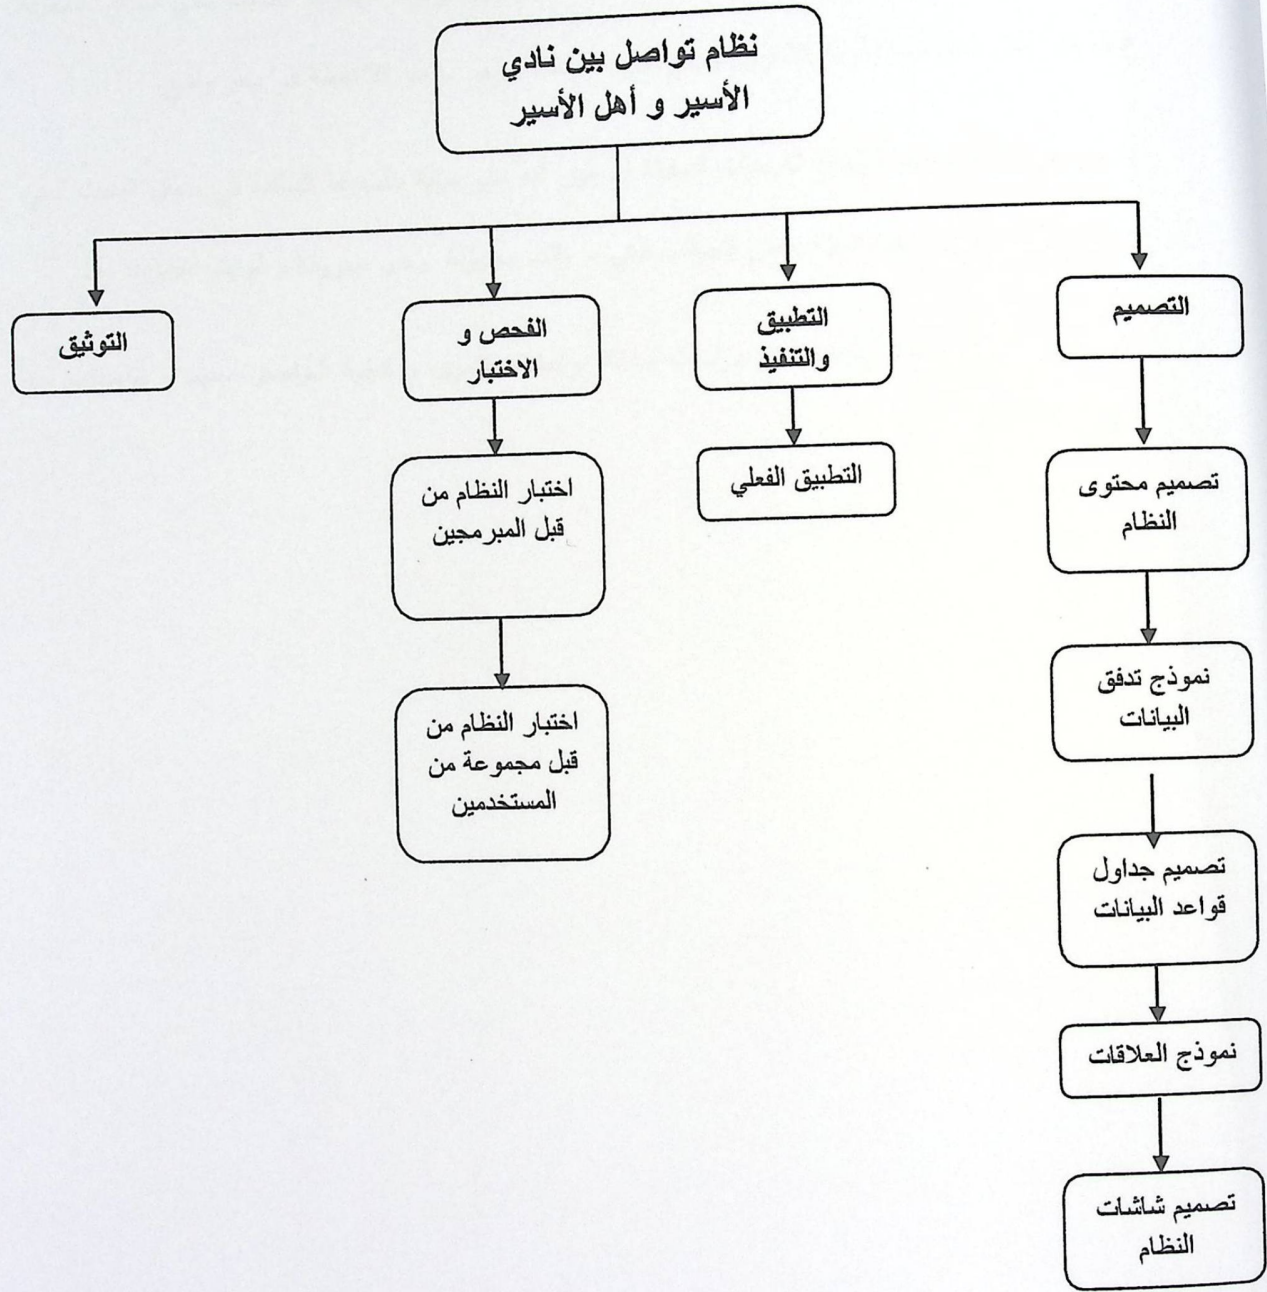 نظام تواصل بين نادي
الأسير و أهل الأسير
التصميم
التطبيق
والتنفيذ
الفحص و
الاختبار
التوثيق
تصميم محتوى
النظام
نموذج تدفق
البيانات
تصميم جداول
قواعد البيانات
نموذج العلاقات
تصميم شاشات
النظام
التطبيق الفعلي
اختبار النظام من
قبل المبرمجين
اختبار النظام من
قبل مجموعة من
المستخدمين